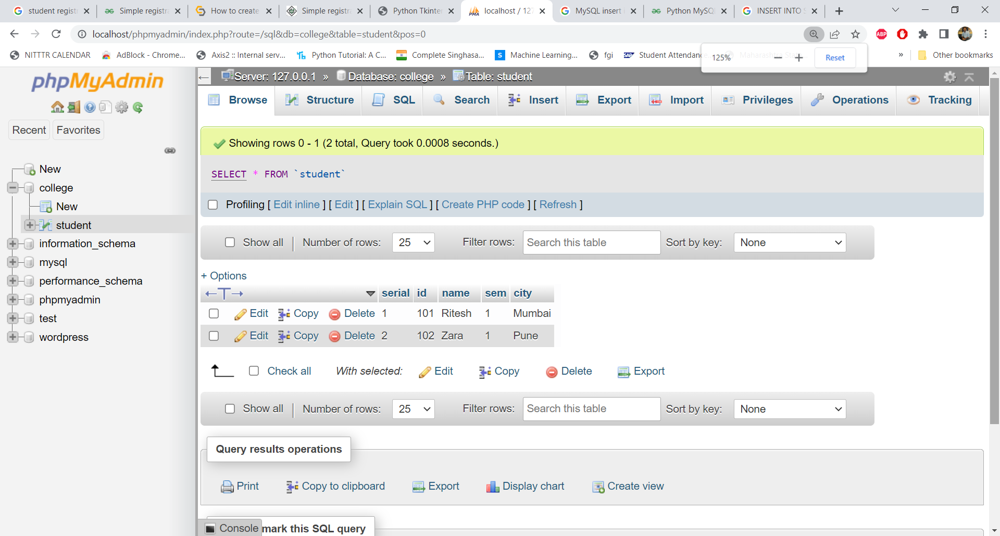 student registr
Simple registra
How to create
Simple registra
Python Tkinter
localhost / 127
MySQL insert i
Python MySQL
INSERT INTO S
localhost/phpmyadmin/index.php?route=/sql&db=college&table=student&pos=0
ABP
NITTTR CALENDAR
AdBlock - Chrome...
Axis2 :: Internal serv...
Python Tutorial: A C...
Complete Singhasa...
Machine Learning...
fgi
Student Attendance
Maharashtra Stat
»
Other bookmarks
125%
Reset
phpMyAdmin
Recent
Favorites
New
college
New
student
information_schema
mysql
performance_schema
phpmyadmin
test
wordpress
Server: 127.0.0.1 » Database: college » Table: student
Browse Structure SQL Search Insert Export Import Privileges Operations Tracking
Showing rows 0 - 1 (2 total, Query took 0.0008 seconds.)
SELECT * FROM `student`
Profiling [ Edit inline ] [ Edit ] [ Explain SQL ] [ Create PHP code ] [ Refresh ]
Show all | Number of rows: 25 Filter rows: Search this table Sort by key: None
+ Options
←T→ serial id name sem city
Edit Copy Delete 1 101 Ritesh 1 Mumbai
Edit Copy Delete 2 102 Zara 1 Pune
Check all With selected: Edit Copy Delete Export
Show all | Number of rows: 25 Filter rows: Search this table Sort by key: None
Query results operations
Print Copy to clipboard Export Display chart Create view
Console mark this SQL query